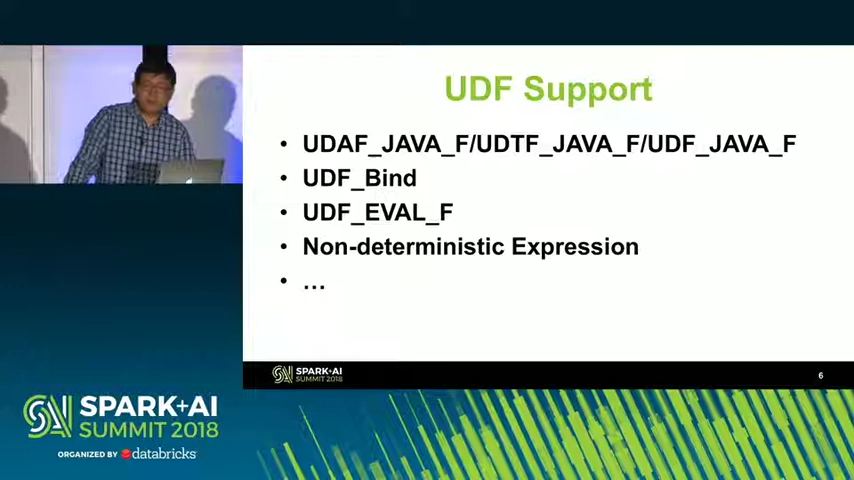 UDF Support
• UDAF_JAVA_F/UDTF_JAVA_F/UDF_JAVA_F
• UDF_Bind
• UDF_EVAL_F
• Non-deterministic Expression
• …
SPARK+AI
SUMMIT 2018
6
SPARK+AI
SUMMIT 2018
ORGANIZED BY databricks